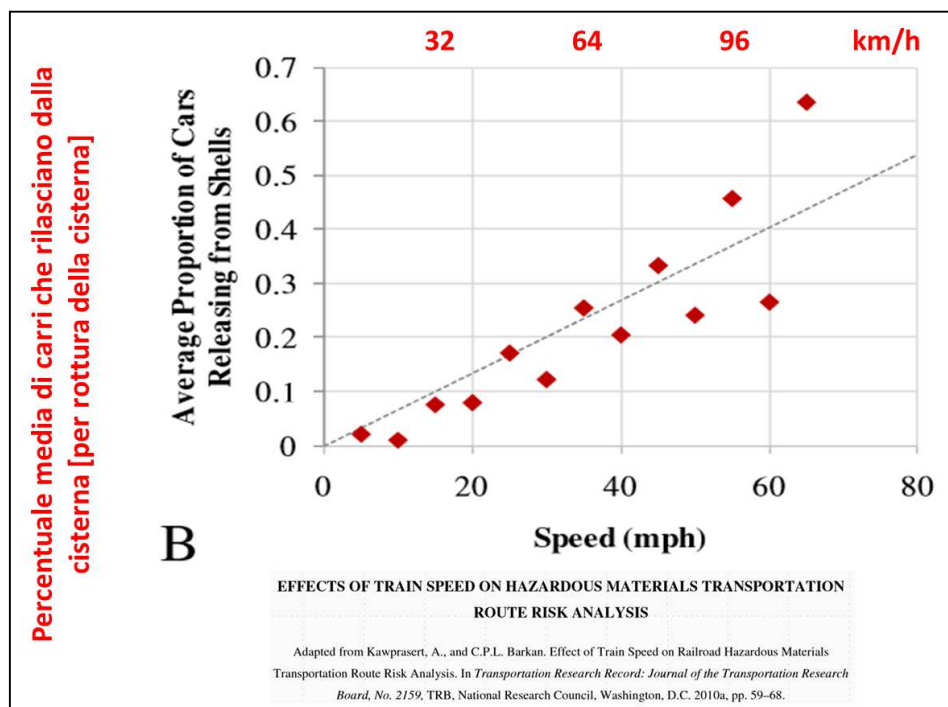 32 64 96 km/h
Percentuale media di carri che rilasciano dalla
cisterna [per rottura della cisterna]
Average Proportion of Cars
Releasing from Shells
0.7
0.6
0.5
0.4
0.3
0.2
0.1
0
0 20 40 60 80
B
Speed (mph)
EFFECTS OF TRAIN SPEED ON HAZARDOUS MATERIALS TRANSPORTATION
ROUTE RISK ANALYSIS
Adapted from Kawprasert, A., and C.P.L. Barkan. Effect of Train Speed on Railroad Hazardous Materials
Transportation Route Risk Analysis. In Transportation Research Record: Journal of the Transportation Research
Board, No. 2159, TRB, National Research Council, Washington, D.C. 2010a, pp. 59–68.